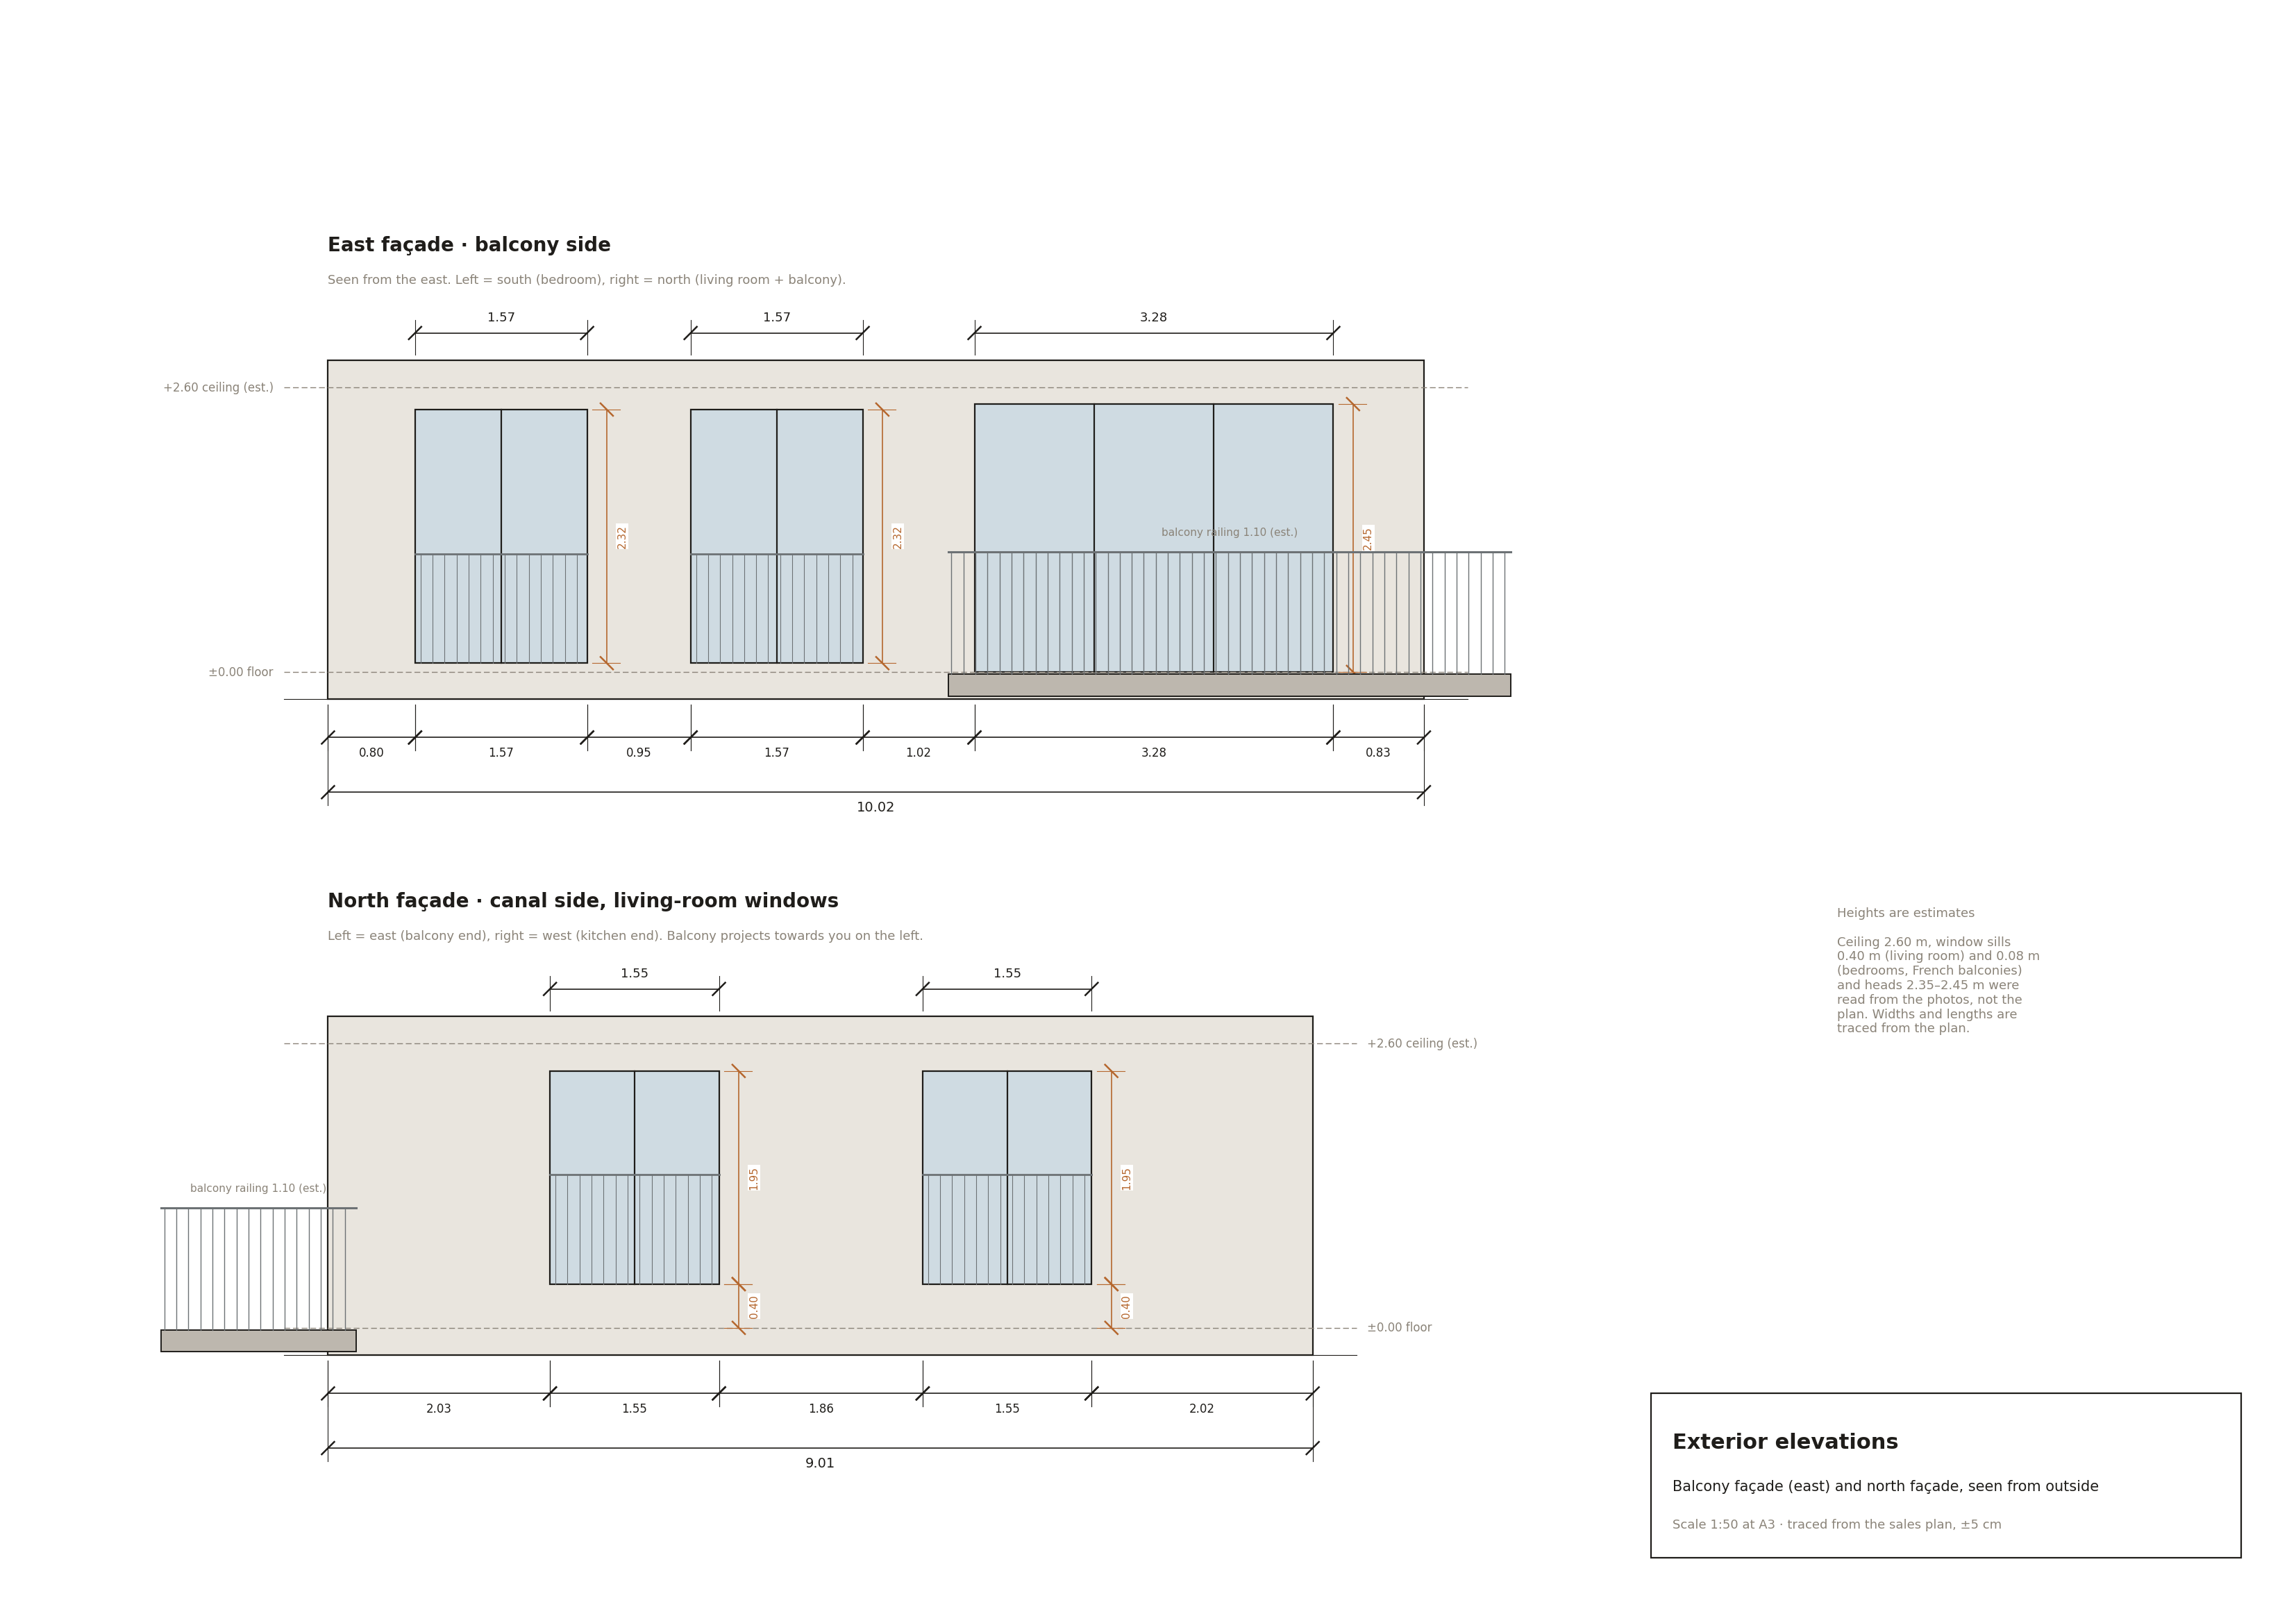 East façade · balcony side
Seen from the east. Left = south (bedroom), right = north (living room + balcony).
1.57
1.57
3.28
+2.60 ceiling (est.)
2.32
2.32
balcony railing 1.10 (est.)
2.45
±0.00 floor
0.80
1.57
0.95
1.57
1.02
3.28
0.83
10.02
North façade · canal side, living-room windows
Left = east (balcony end), right = west (kitchen end). Balcony projects towards you on the left.
1.55
1.55
+2.60 ceiling (est.)
1.95
1.95
balcony railing 1.10 (est.)
0.40
0.40
±0.00 floor
2.03
1.55
1.86
1.55
2.02
9.01
Heights are estimates
Ceiling 2.60 m, window sills
0.40 m (living room) and 0.08 m
(bedrooms, French balconies)
and heads 2.35–2.45 m were
read from the photos, not the
plan. Widths and lengths are
traced from the plan.
Exterior elevations
Balcony façade (east) and north façade, seen from outside
Scale 1:50 at A3 · traced from the sales plan, ±5 cm